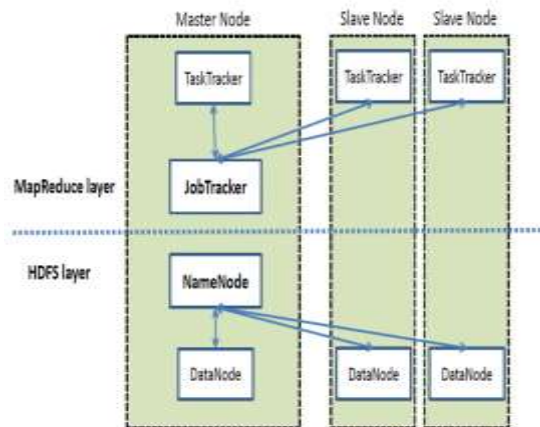 Master Node
Slave Node
Slave Node
TaskTracker
TaskTracker
TaskTracker
MapReduce layer
JobTracker
HDFS layer
NameNode
DataNode
DataNode
DataNode